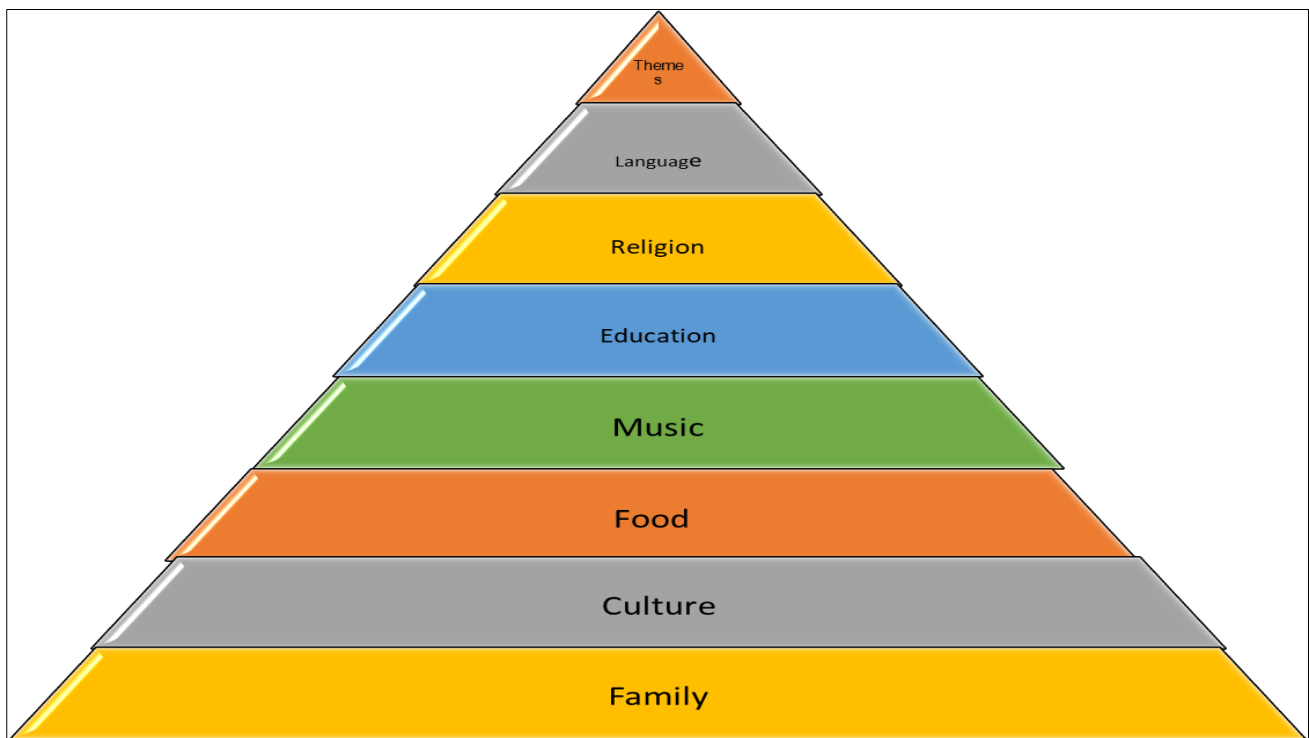 Theme
s
Language
Religion
Education
Music
Food
Culture
Family